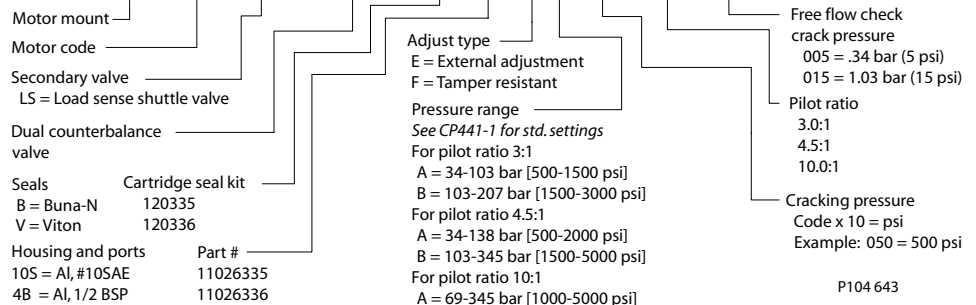 Motor mount
Motor code
Secondary valve
LS = Load sense shuttle valve
Dual counterbalance
valve
Seals
B = Buna-N
V = Viton
Cartridge seal kit
120335
120336
Housing and ports
10S = Al, #10SAE
4B = Al, 1/2 BSP
Part #
11026335
11026336
Adjust type
E = External adjustment
F = Tamper resistant
Pressure range
See CP441-1 for std. settings
For pilot ratio 3:1
A = 34-103 bar [500-1500 psi]
B = 103-207 bar [1500-3000 psi]
For pilot ratio 4.5:1
A = 34-138 bar [500-2000 psi]
B = 103-345 bar [1500-5000 psi]
For pilot ratio 10:1
A = 69-345 bar [1000-5000 psi]
Free flow check
crack pressure
005 = .34 bar (5 psi)
015 = 1.03 bar (15 psi)
Pilot ratio
3.0:1
4.5:1
10.0:1
Cracking pressure
Code x 10 = psi
Example: 050 = 500 psi
P104 643